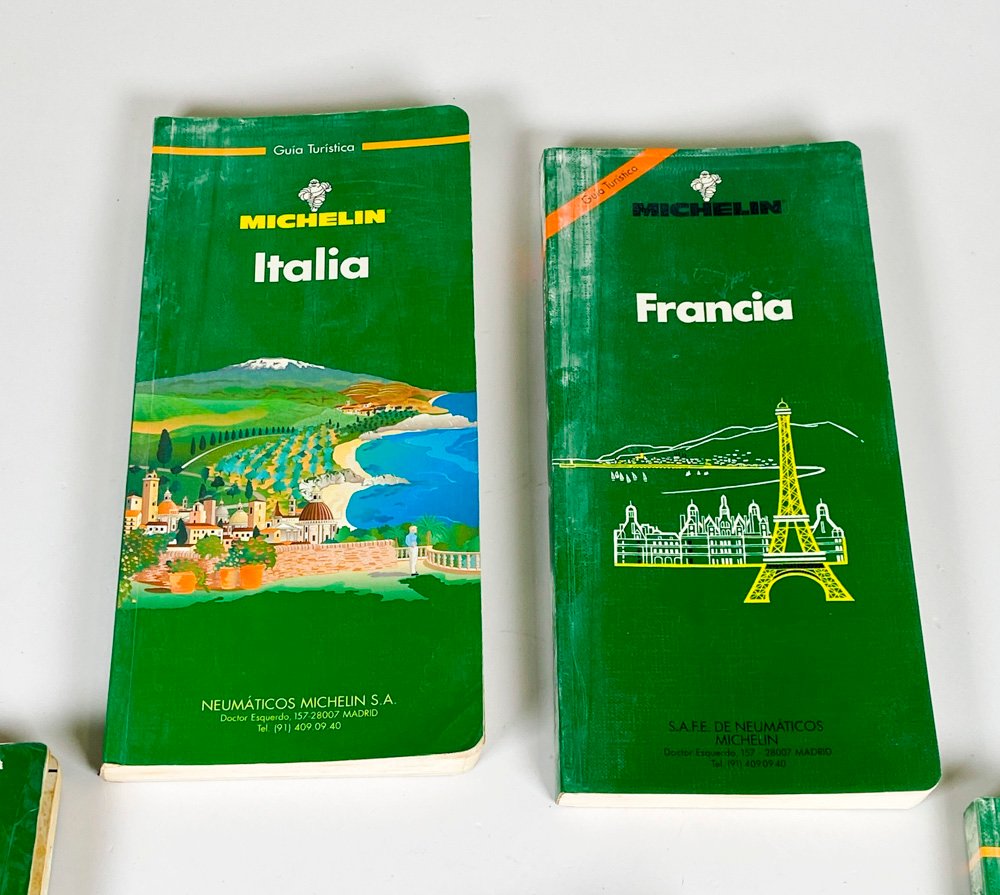 Guía Turística
MICHELIN
Italia
NEUMÁTICOS MICHELIN S.A.
Doctor Esquerdo, 157-28007 MADRID
Tel. (91) 409 09 40
Guía Turística
MICHELIN
Francia
S.A.F.E. DE NEUMÁTICOS
MICHELIN
Doctor Esquerdo, 157 - 28007 MADRID
Tel. (91) 409 09 40